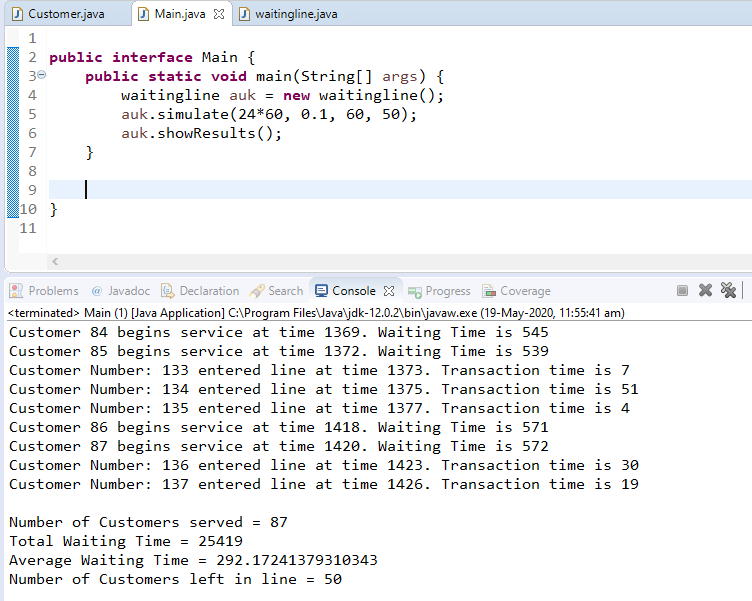 Customer.java Main.java waitingline.java
1
2 public interface Main {
3 public static void main(String[] args) {
4 waitingline auk = new waitingline();
5 auk.simulate(24*60, 0.1, 60, 50);
6 auk.showResults();
7 }
8
9
10 }
11
Problems @ Javadoc Declaration Search Console Progress Coverage
<terminated> Main (1) [Java Application] C:\Program Files\Java\jdk-12.0.2\bin\javaw.exe (19-May-2020, 11:55:41 am)
Customer 84 begins service at time 1369. Waiting Time is 545
Customer 85 begins service at time 1372. Waiting Time is 539
Customer Number: 133 entered line at time 1373. Transaction time is 7
Customer Number: 134 entered line at time 1375. Transaction time is 51
Customer Number: 135 entered line at time 1377. Transaction time is 4
Customer 86 begins service at time 1418. Waiting Time is 571
Customer 87 begins service at time 1420. Waiting Time is 572
Customer Number: 136 entered line at time 1423. Transaction time is 30
Customer Number: 137 entered line at time 1426. Transaction time is 19
Number of Customers served = 87
Total Waiting Time = 25419
Average Waiting Time = 292.17241379310343
Number of Customers left in line = 50